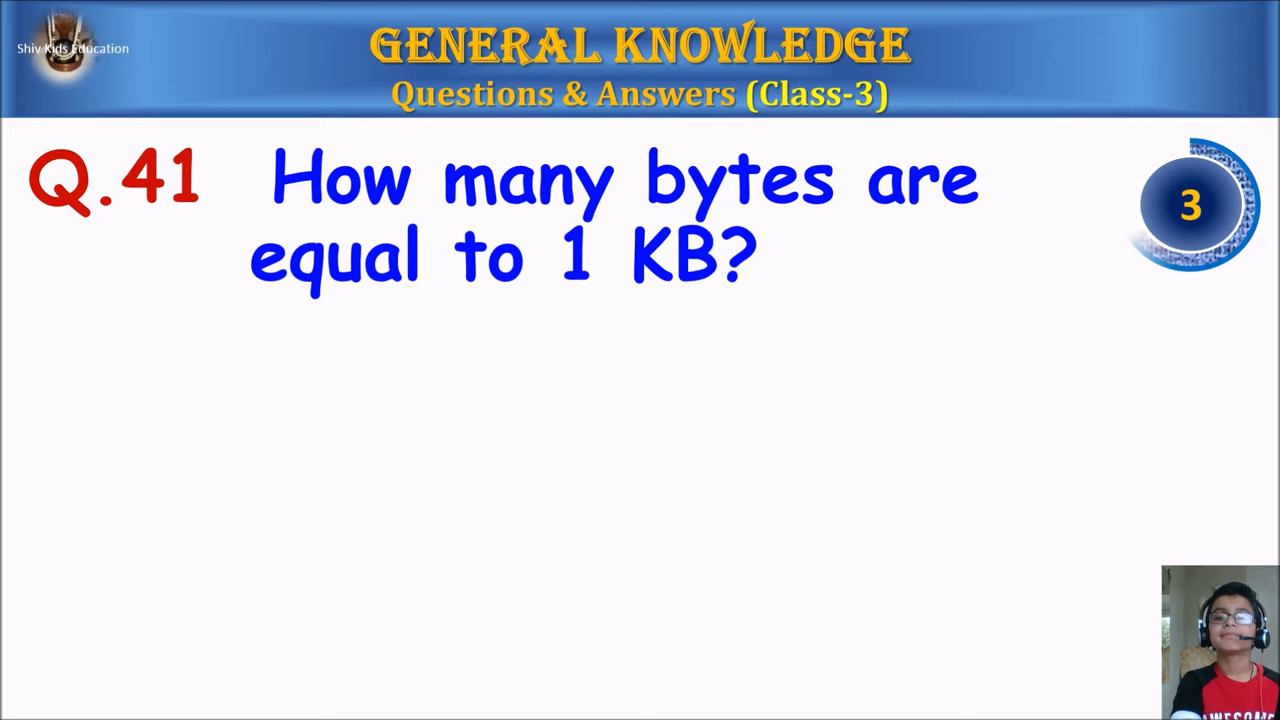 Shiv Kids Education
GENERAL KNOWLEDGE
Questions & Answers (Class-3)
Q.41 How many bytes are
equal to 1 KB?
3
AWESOME